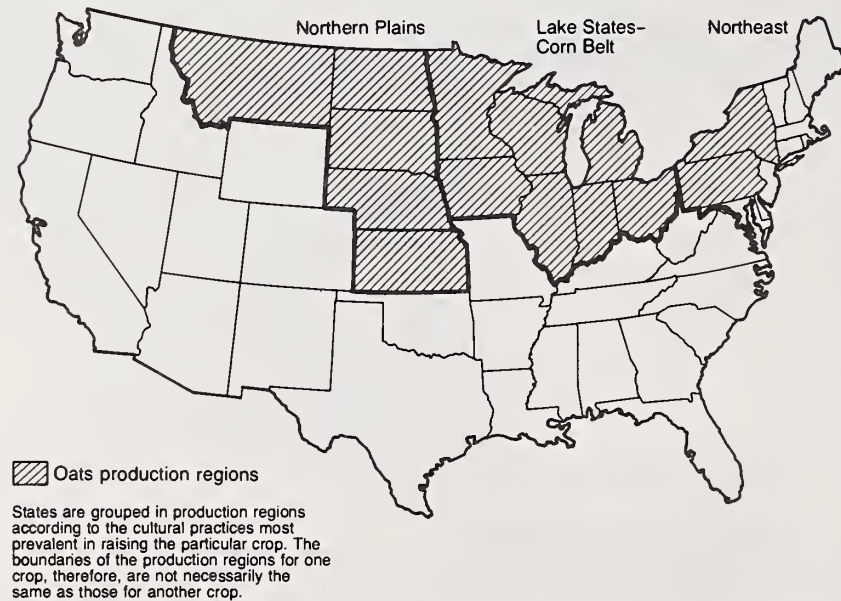 Northern Plains
Lake States–
Corn Belt
Northeast
Oats production regions
States are grouped in production regions
according to the cultural practices most
prevalent in raising the particular crop. The
boundaries of the production regions for one
crop, therefore, are not necessarily the
same as those for another crop.